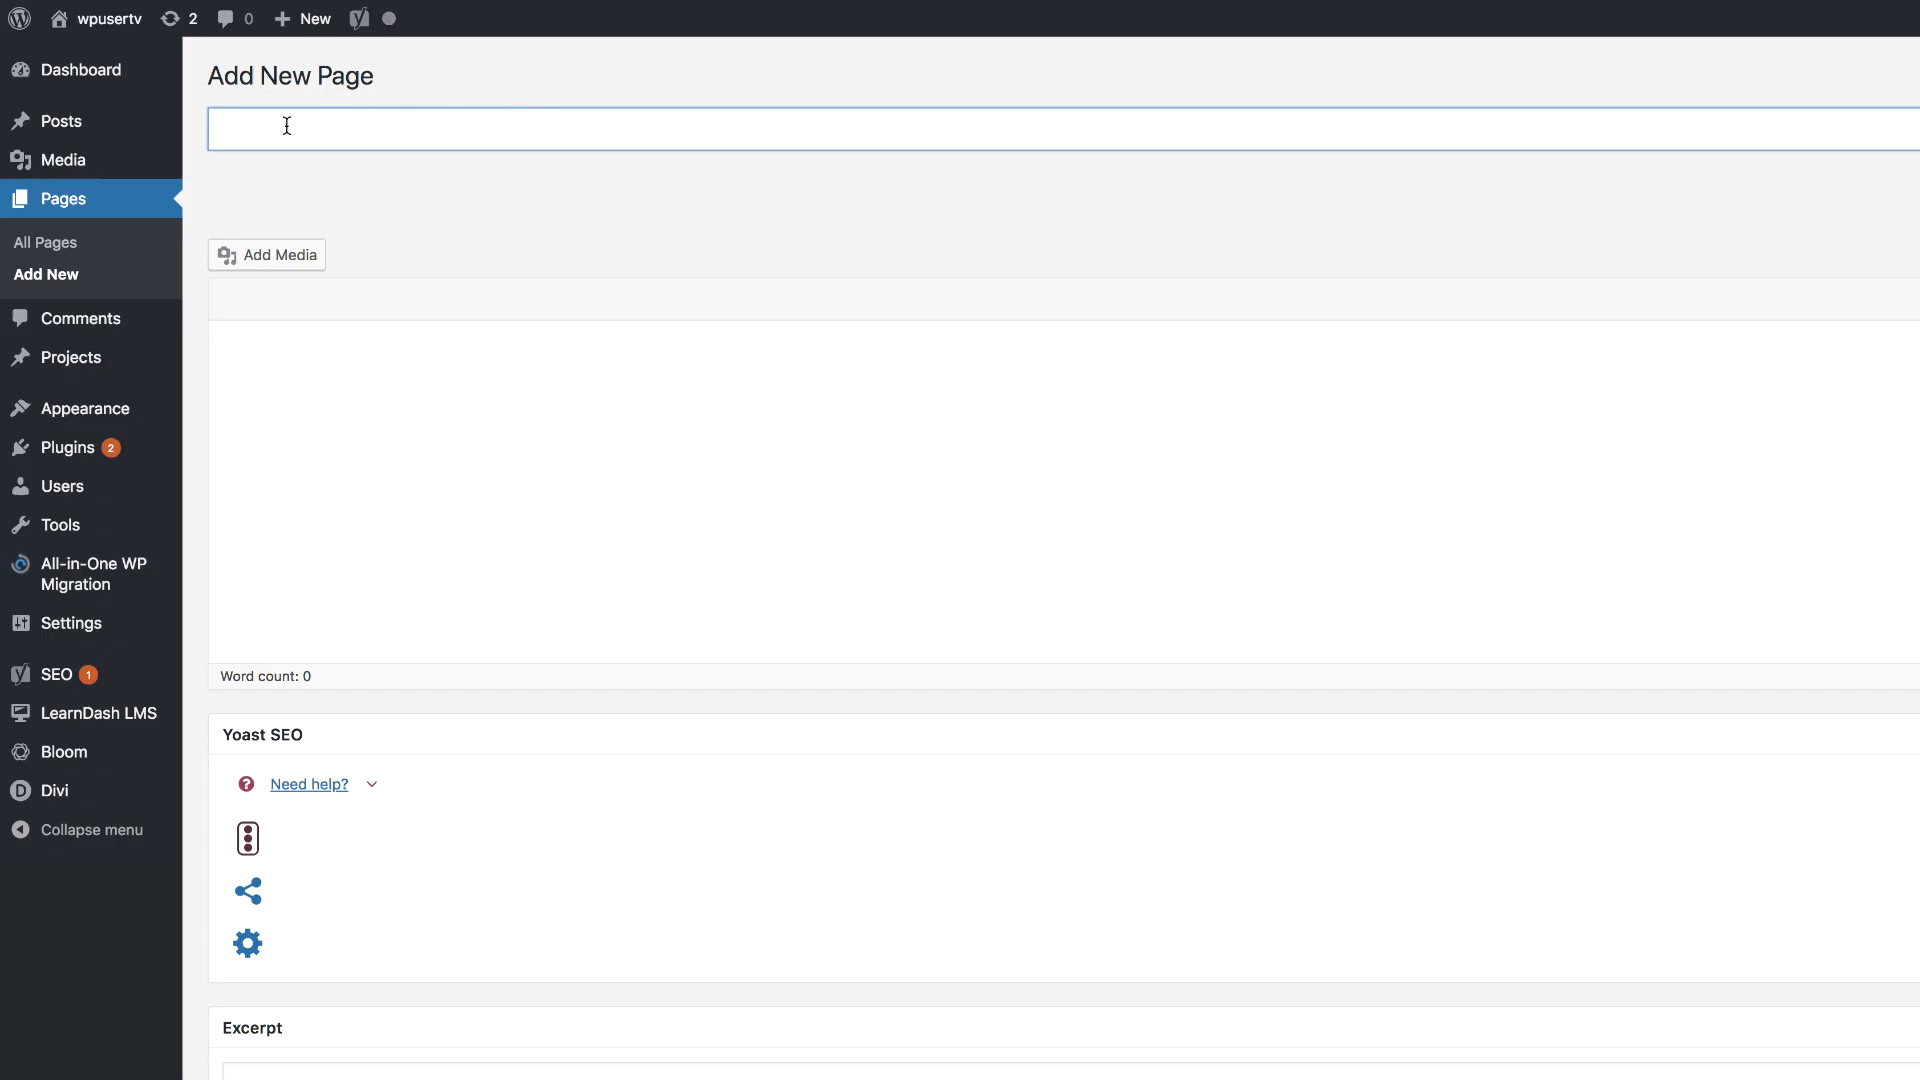 wpusertv 2 0 New
Dashboard
Posts
Media
Pages
All Pages
Add New
Comments
Projects
Appearance
Plugins 2
Users
Tools
All-in-One WP
Migration
Settings
SEO 1
LearnDash LMS
Bloom
Divi
Collapse menu
Add New Page
Add Media
Word count: 0
Yoast SEO
Need help?
Excerpt